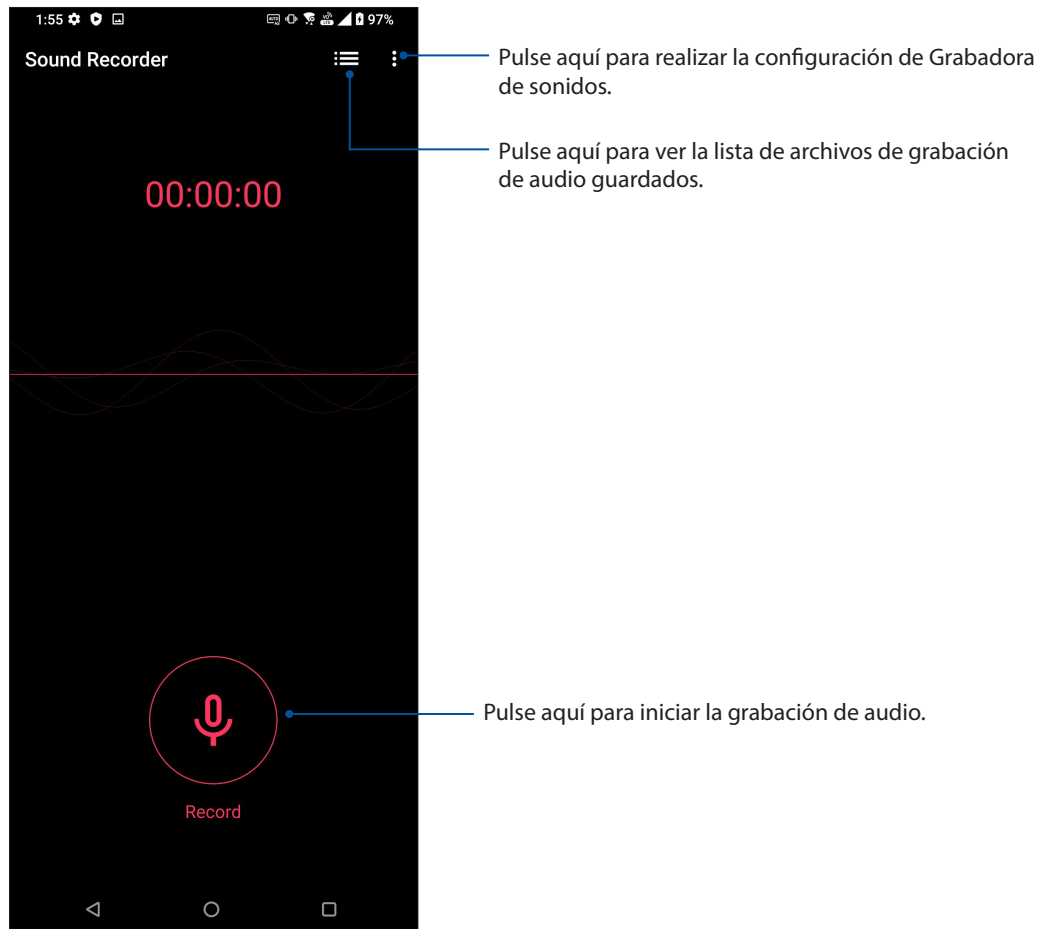 1:55
97%
Sound Recorder
Pulse aquí para realizar la configuración de Grabadora
de sonidos.
Pulse aquí para ver la lista de archivos de grabación
de audio guardados.
00:00:00
Pulse aquí para iniciar la grabación de audio.
Record